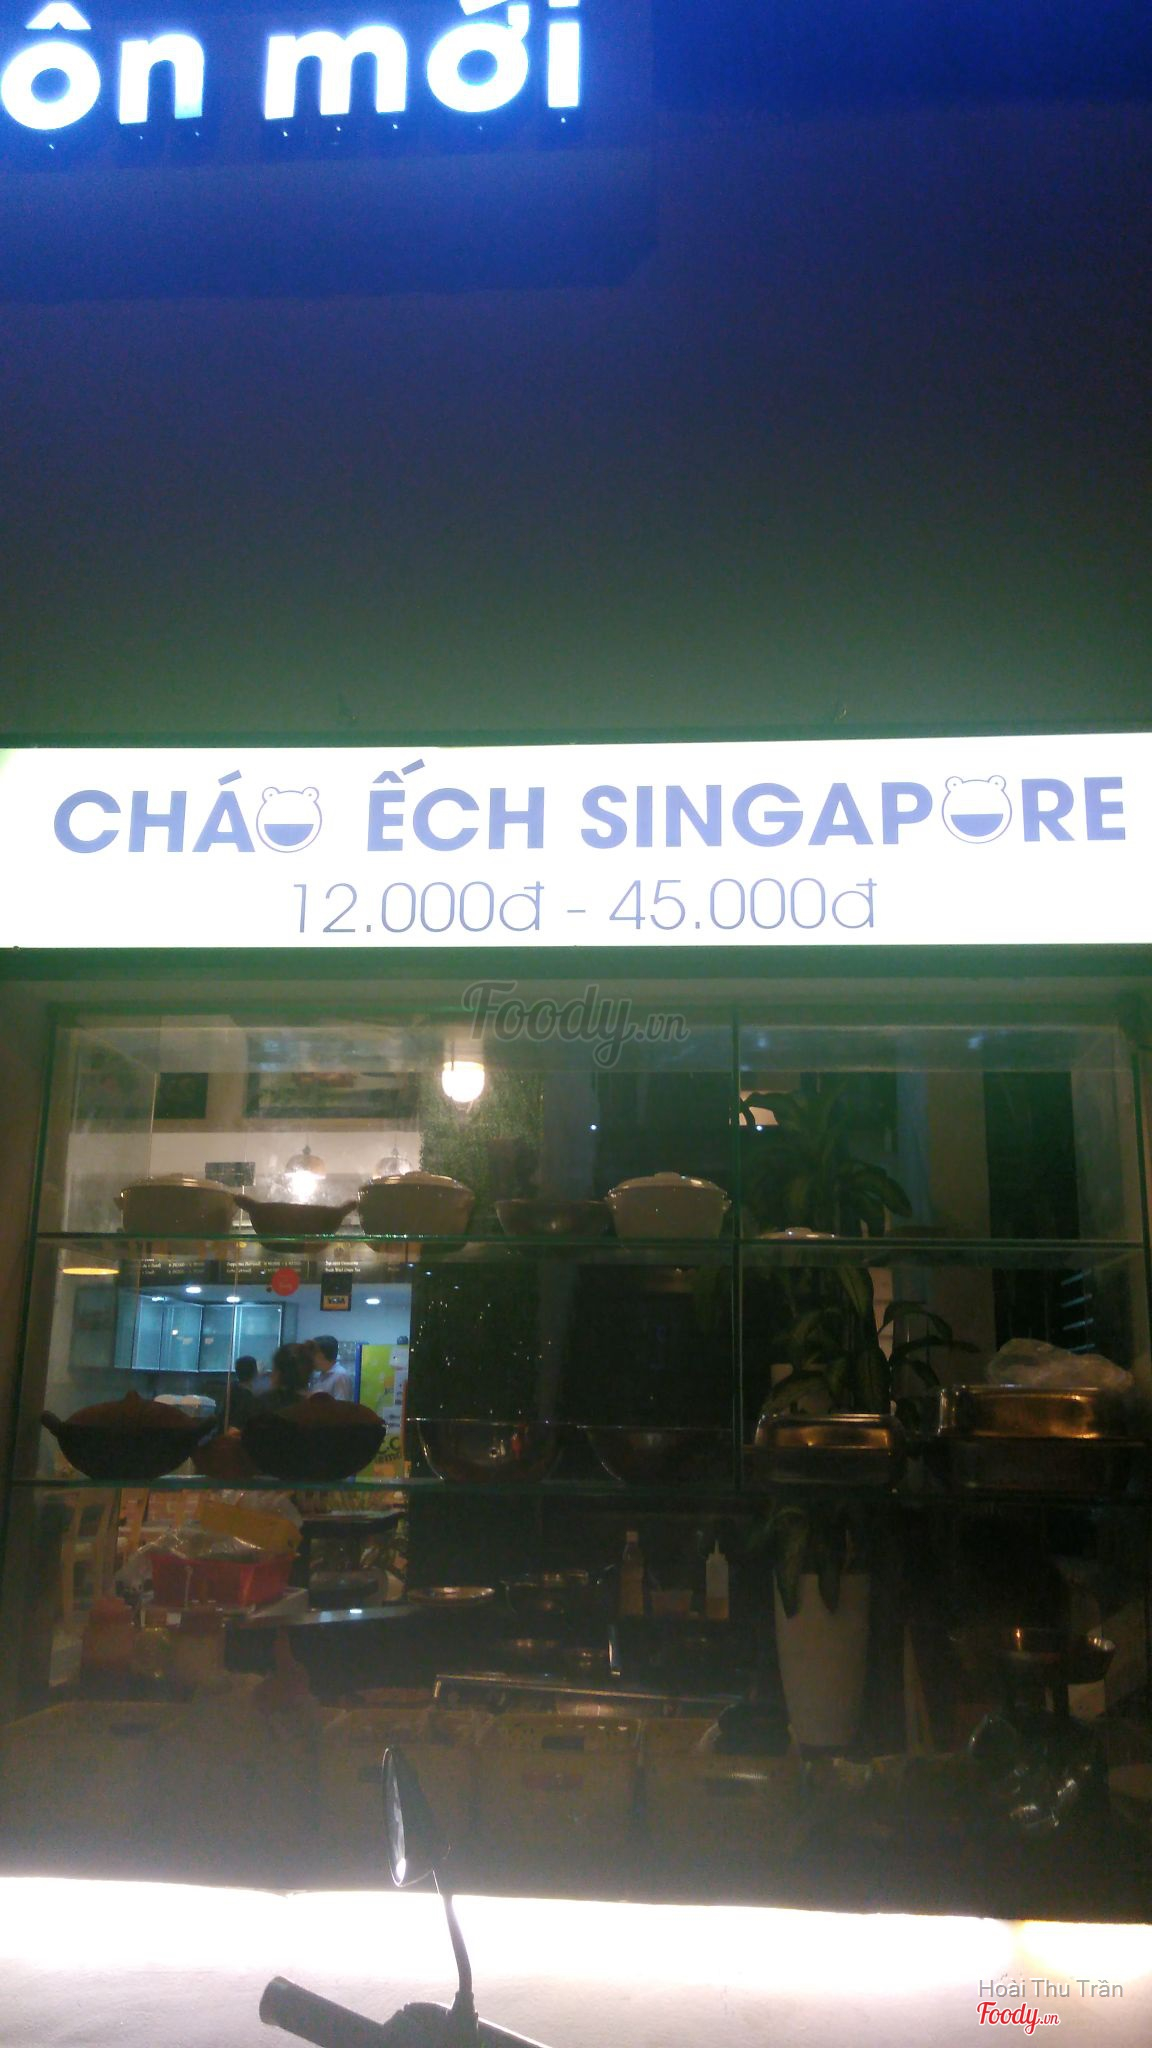 ôn mới
CHÁO ẾCH SINGAPORE
12.000đ - 45.000đ
Foody.vn
Hoài Thu Trần
Foody.vn